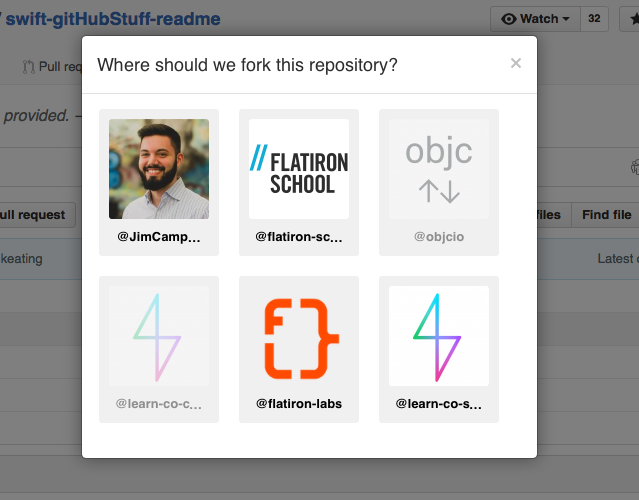 / swift-gitHubStuff-readme
Watch
32
Pull req
Where should we fork this repository?
×
provided. –
// FLATIRON
SCHOOL
objc
↑↓
@JimCamp...
@flatiron-sc...
@objcio
ull request
files
Find file
keating
Latest
@learn-co-c...
@flatiron-labs
@learn-co-s...